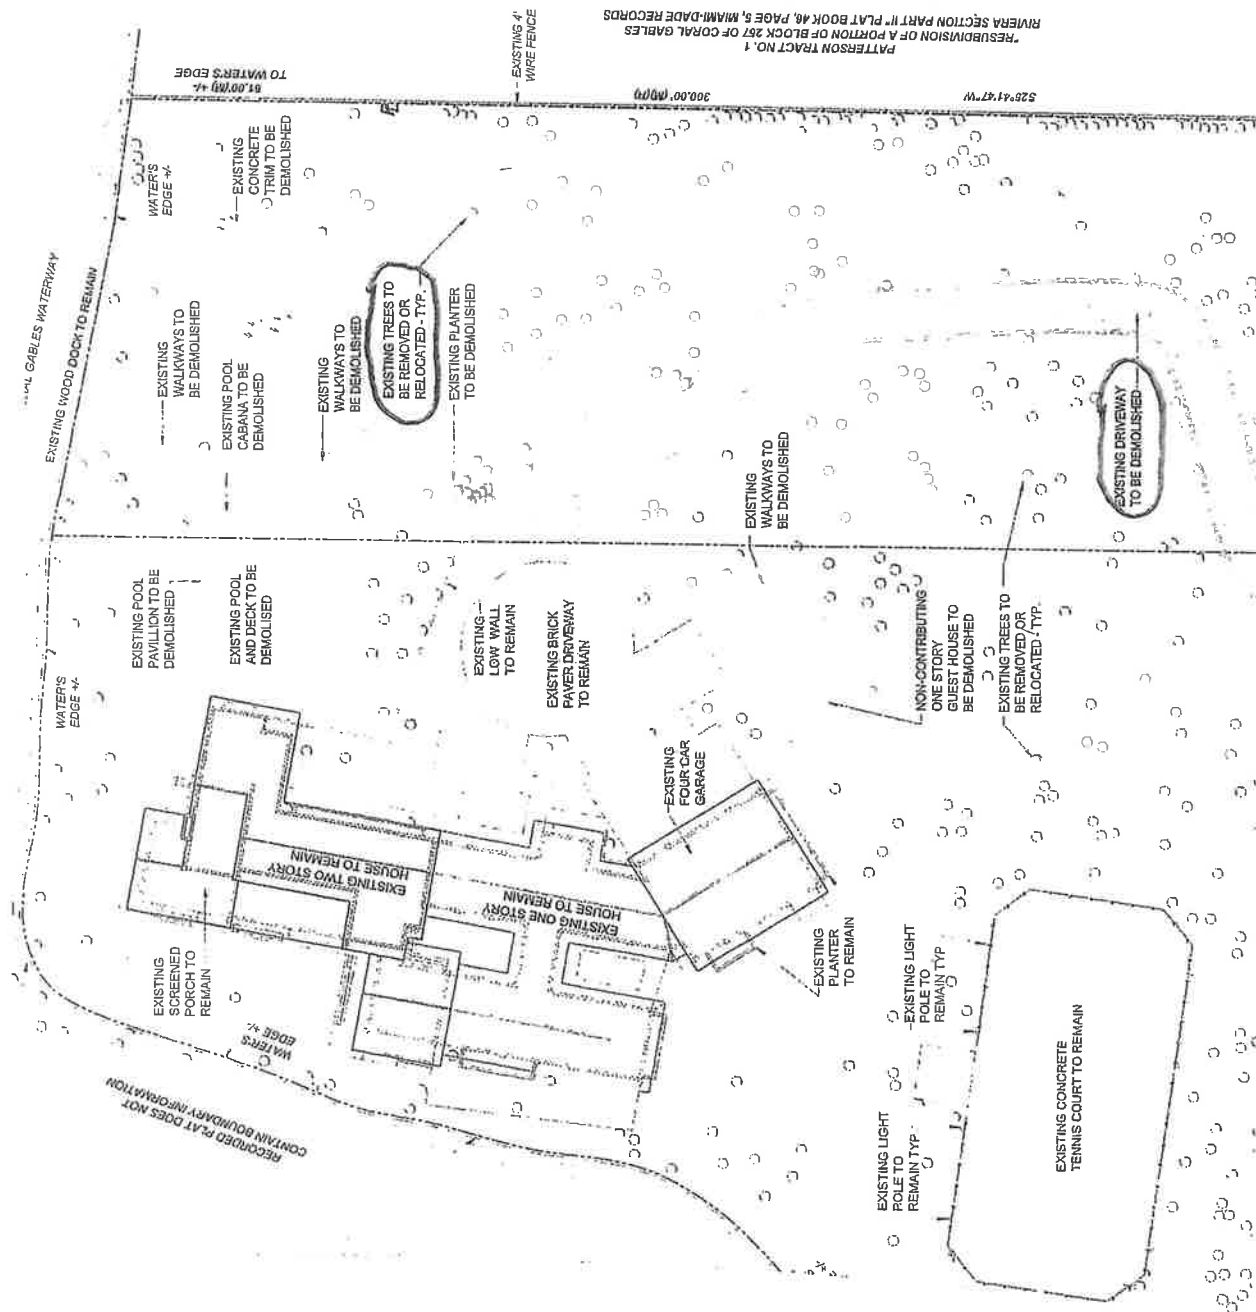 PATTERSON TRACT NO.1
"RESUBDIVISION OF A PORTION OF BLOCK 267 OF CORAL GABLES
RIVIERA SECTION PART II" PLAT BOOK 46, PAGE 5, MIAMI-DADE RECORDS
EXISTING 4'
WIRE FENCE
61.00'(M) +/-
TO WATER'S EDGE
300.00' (M)(R)
S25°41'47"W
GABLES WATERWAY
EXISTING WOOD DOCK TO REMAIN
WATER'S
EDGE +/-
EXISTING
CONCRETE
TRIM TO BE
DEMOLISHED
EXISTING
WALKWAYS TO
BE DEMOLISHED
EXISTING POOL
CABANA TO BE
DEMOLISHED
EXISTING
WALKWAYS TO
BE DEMOLISHED
EXISTING TREES TO
BE REMOVED OR
RELOCATED - TYP.
EXISTING PLANTER
TO BE DEMOLISHED
EXISTING DRIVEWAY
TO BE DEMOLISHED
EXISTING
WALKWAYS TO
BE DEMOLISHED
WATER'S
EDGE +/-
EXISTING POOL
PAVILLION TO BE
DEMOLISHED
EXISTING POOL
AND DECK TO BE
DEMOLISED
EXISTING
LOW WALL
TO REMAIN
EXISTING BRICK
PAVER DRIVEWAY
TO REMAIN
NON-CONTRIBUTING
ONE STORY
GUEST HOUSE TO
BE DEMOLISHED
EXISTING TREES TO
BE REMOVED OR
RELOCATED - TYP.
EXISTING
FOUR CAR
GARAGE
EXISTING TWO STORY
HOUSE TO REMAIN
EXISTING ONE STORY
HOUSE TO REMAIN
EXISTING
SCREENED
PORCH TO
REMAIN
WATER'S
EDGE +/-
EXISTING
PLANTER
TO REMAIN
EXISTING LIGHT
POLE TO
REMAIN TYP
EXISTING LIGHT
POLE TO
REMAIN TYP.
EXISTING CONCRETE
TENNIS COURT TO REMAIN
RECORDED PLAT DOES NOT
CONTAIN BOUNDARY INFORMATION